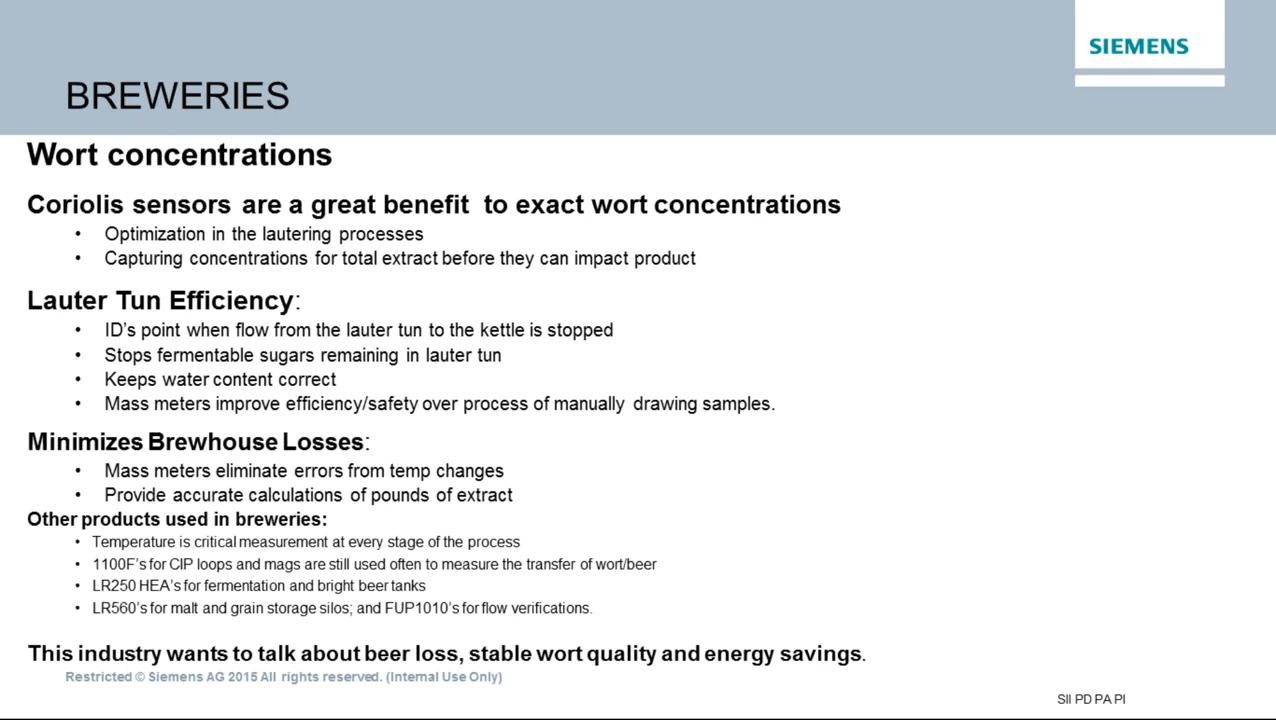 SIEMENS
BREWERIES
Wort concentrations
Coriolis sensors are a great benefit to exact wort concentrations
• Optimization in the lautering processes
• Capturing concentrations for total extract before they can impact product
Lauter Tun Efficiency:
• ID's point when flow from the lauter tun to the kettle is stopped
• Stops fermentable sugars remaining in lauter tun
• Keeps water content correct
• Mass meters improve efficiency/safety over process of manually drawing samples.
Minimizes Brewhouse Losses:
• Mass meters eliminate errors from temp changes
• Provide accurate calculations of pounds of extract
Other products used in breweries:
• Temperature is critical measurement at every stage of the process
• 1100F's for CIP loops and mags are still used often to measure the transfer of wort/beer
• LR250 HEA's for fermentation and bright beer tanks
• LR560's for malt and grain storage silos; and FUP1010's for flow verifications.
This industry wants to talk about beer loss, stable wort quality and energy savings.
Restricted © Siemens AG 2015 All rights reserved. (Internal Use Only)
SII PD PA PI